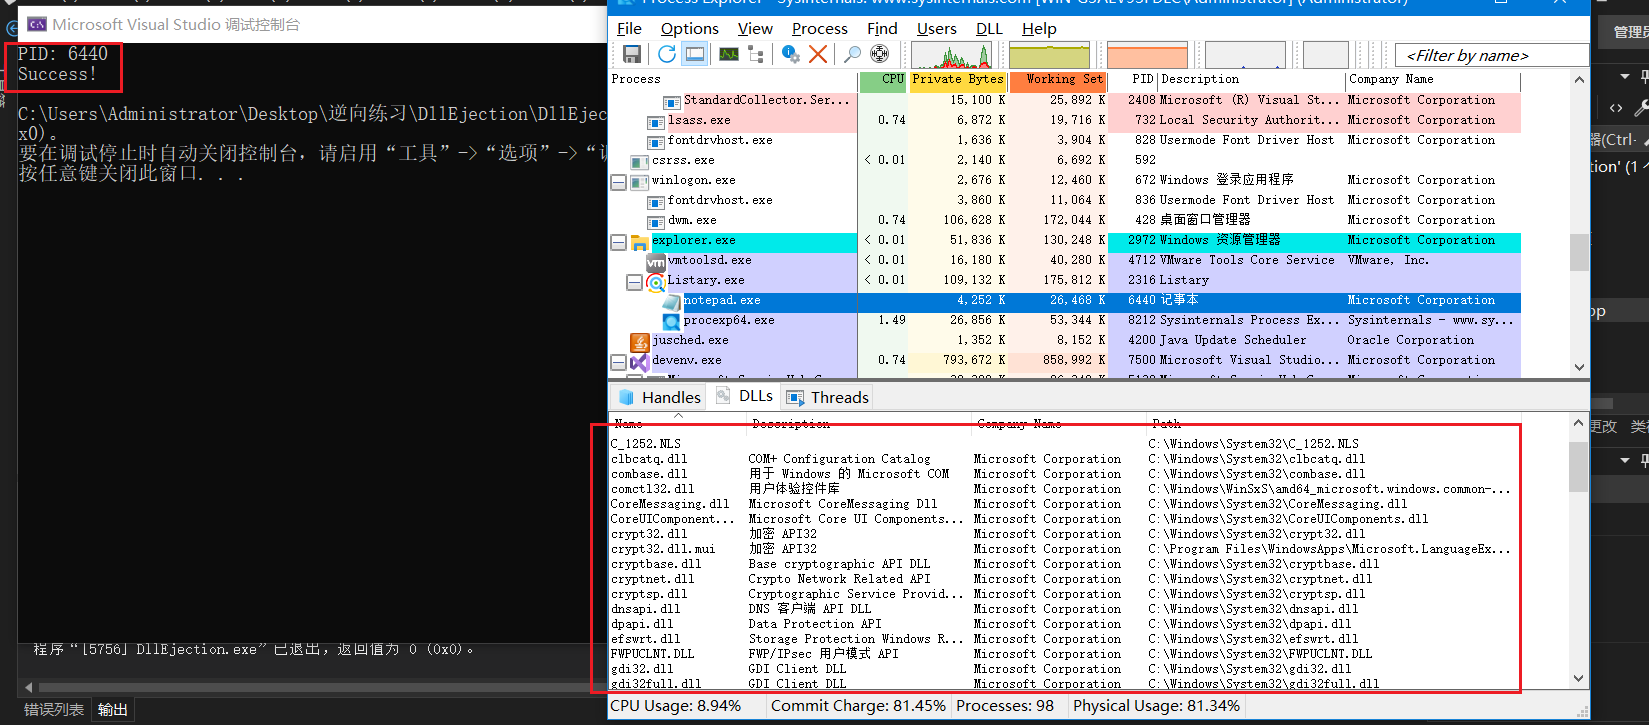 Microsoft Visual Studio 调试控制台
PID: 6440
Success!
C:\Users\Administrator\Desktop\逆向练习\DllEjection\DllEjec
x0)。
要在调试停止时自动关闭控制台，请启用“工具”->“选项”->“调
按任意键关闭此窗口. . .
程序“[5756] DllEjection.exe”已退出，返回值为 0 (0x0)。
错误列表 输出
File Options View Process Find Users DLL Help
<Filter by name>
Process CPU Private Bytes Working Set PID Description Company Name
StandardCollector.Ser... 15,100 K 25,892 K 2408 Microsoft (R) Visual St... Microsoft Corporation
lsass.exe 0.74 6,872 K 19,716 K 732 Local Security Authorit... Microsoft Corporation
fontdrvhost.exe 1,636 K 3,904 K 828 Usermode Font Driver Host Microsoft Corporation
csrss.exe < 0.01 2,140 K 6,692 K 592
winlogon.exe 2,676 K 12,460 K 672 Windows 登录应用程序 Microsoft Corporation
fontdrvhost.exe 3,860 K 11,064 K 836 Usermode Font Driver Host Microsoft Corporation
dwm.exe 0.74 106,628 K 172,044 K 428 桌面窗口管理器 Microsoft Corporation
explorer.exe < 0.01 51,836 K 130,248 K 2972 Windows 资源管理器 Microsoft Corporation
vmtoolsd.exe < 0.01 16,180 K 40,280 K 4712 VMware Tools Core Service VMware, Inc.
Listary.exe < 0.01 109,132 K 175,812 K 2316 Listary
notepad.exe 4,252 K 26,468 K 6440 记事本 Microsoft Corporation
procexp64.exe 1.49 26,856 K 53,344 K 8212 Sysinternals Process Ex... Sysinternals - www.sy...
jusched.exe 1,352 K 8,152 K 4200 Java Update Scheduler Oracle Corporation
devenv.exe 0.74 793,672 K 858,992 K 7500 Microsoft Visual Studio... Microsoft Corporation
Handles DLLs Threads
Name Description Company Name Path
C_1252.NLS C:\Windows\System32\C_1252.NLS
clbcatq.dll COM+ Configuration Catalog Microsoft Corporation C:\Windows\System32\clbcatq.dll
combase.dll 用于 Windows 的 Microsoft COM Microsoft Corporation C:\Windows\System32\combase.dll
comctl32.dll 用户体验控件库 Microsoft Corporation C:\Windows\WinSxS\amd64_microsoft.windows.common-...
CoreMessaging.dll Microsoft CoreMessaging Dll Microsoft Corporation C:\Windows\System32\CoreMessaging.dll
CoreUIComponent... Microsoft Core UI Components... Microsoft Corporation C:\Windows\System32\CoreUIComponents.dll
crypt32.dll 加密 API32 Microsoft Corporation C:\Windows\System32\crypt32.dll
crypt32.dll.mui 加密 API32 Microsoft Corporation C:\Program Files\WindowsApps\Microsoft.LanguageEx...
cryptbase.dll Base cryptographic API DLL Microsoft Corporation C:\Windows\System32\cryptbase.dll
cryptnet.dll Crypto Network Related API Microsoft Corporation C:\Windows\System32\cryptnet.dll
cryptsp.dll Cryptographic Service Provid... Microsoft Corporation C:\Windows\System32\cryptsp.dll
dnsapi.dll DNS 客户端 API DLL Microsoft Corporation C:\Windows\System32\dnsapi.dll
dpapi.dll Data Protection API Microsoft Corporation C:\Windows\System32\dpapi.dll
efswrt.dll Storage Protection Windows R... Microsoft Corporation C:\Windows\System32\efswrt.dll
FWPUCLNT.DLL FWP/IPsec 用户模式 API Microsoft Corporation C:\Windows\System32\FWPUCLNT.DLL
gdi32.dll GDI Client DLL Microsoft Corporation C:\Windows\System32\gdi32.dll
gdi32full.dll GDI Client DLL Microsoft Corporation C:\Windows\System32\gdi32full.dll
CPU Usage: 8.94% Commit Charge: 81.45% Processes: 98 Physical Usage: 81.34%
管理员
器(Ctrl-
tion' (1 个
op
更改 类